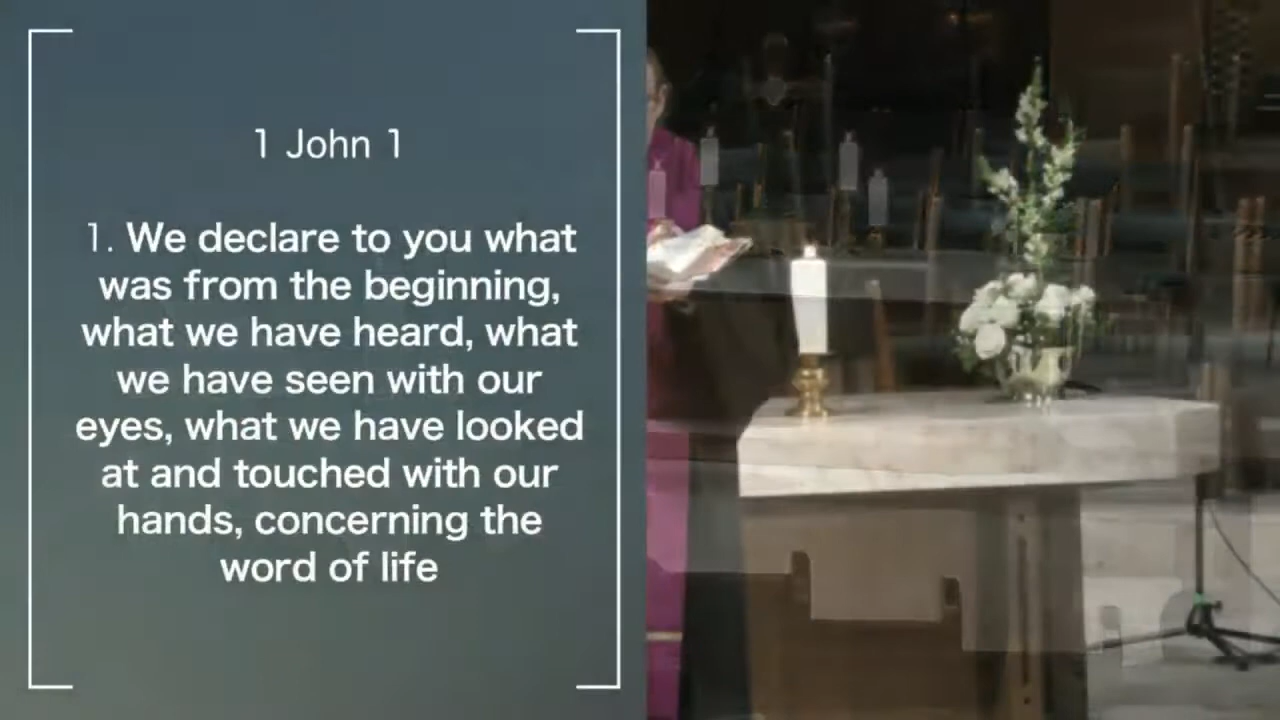 1 John 1
1. We declare to you what
was from the beginning,
what we have heard, what
we have seen with our
eyes, what we have looked
at and touched with our
hands, concerning the
word of life